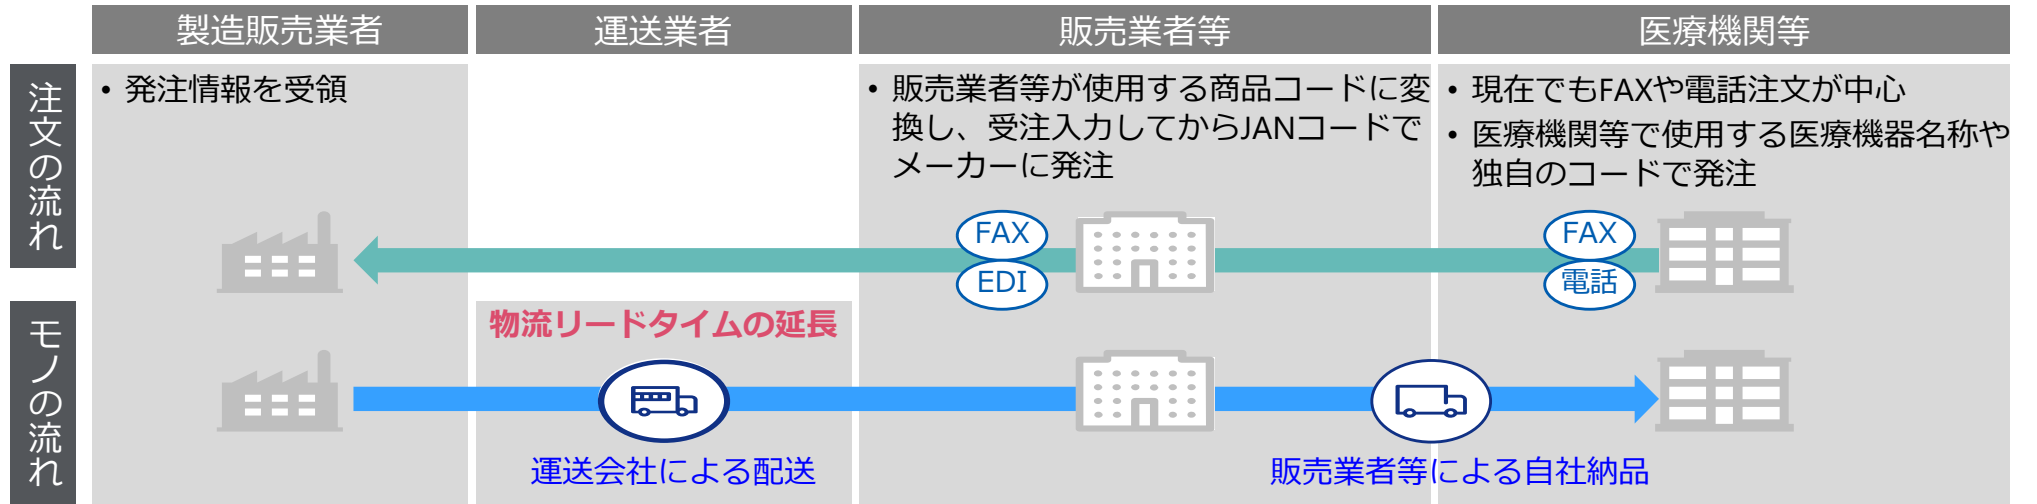 製造販売業者
運送業者
販売業者等
医療機関等
注文の流れ
• 発注情報を受領
• 販売業者等が使用する商品コードに変
換し、受注入力してからJANコードで
メーカーに発注
• 現在でもFAXや電話注文が中心
• 医療機関等で使用する医療機器名称や
独自のコードで発注
FAX
EDI
FAX
電話
モノの流れ
物流リードタイムの延長
運送会社による配送
販売業者等による自社納品